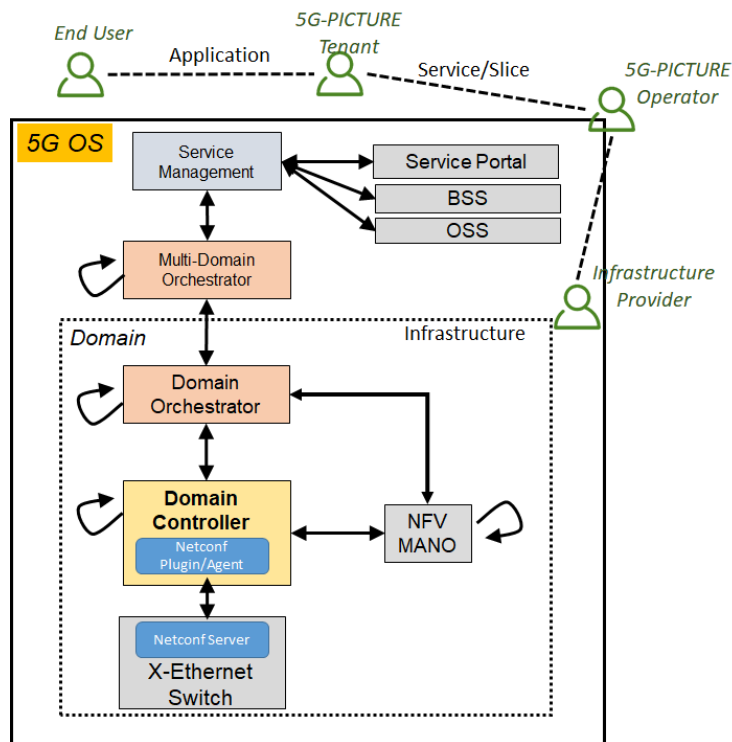 End User
Application
5G-PICTURE
Tenant
Service/Slice
5G-PICTURE
Operator
5G OS
Service
Management
Service Portal
BSS
OSS
Multi-Domain
Orchestrator
Infrastructure
Provider
Domain
Infrastructure
Domain
Orchestrator
Domain
Controller
Netconf
Plugin/Agent
NFV
MANO
Netconf Server
X-Ethernet
Switch